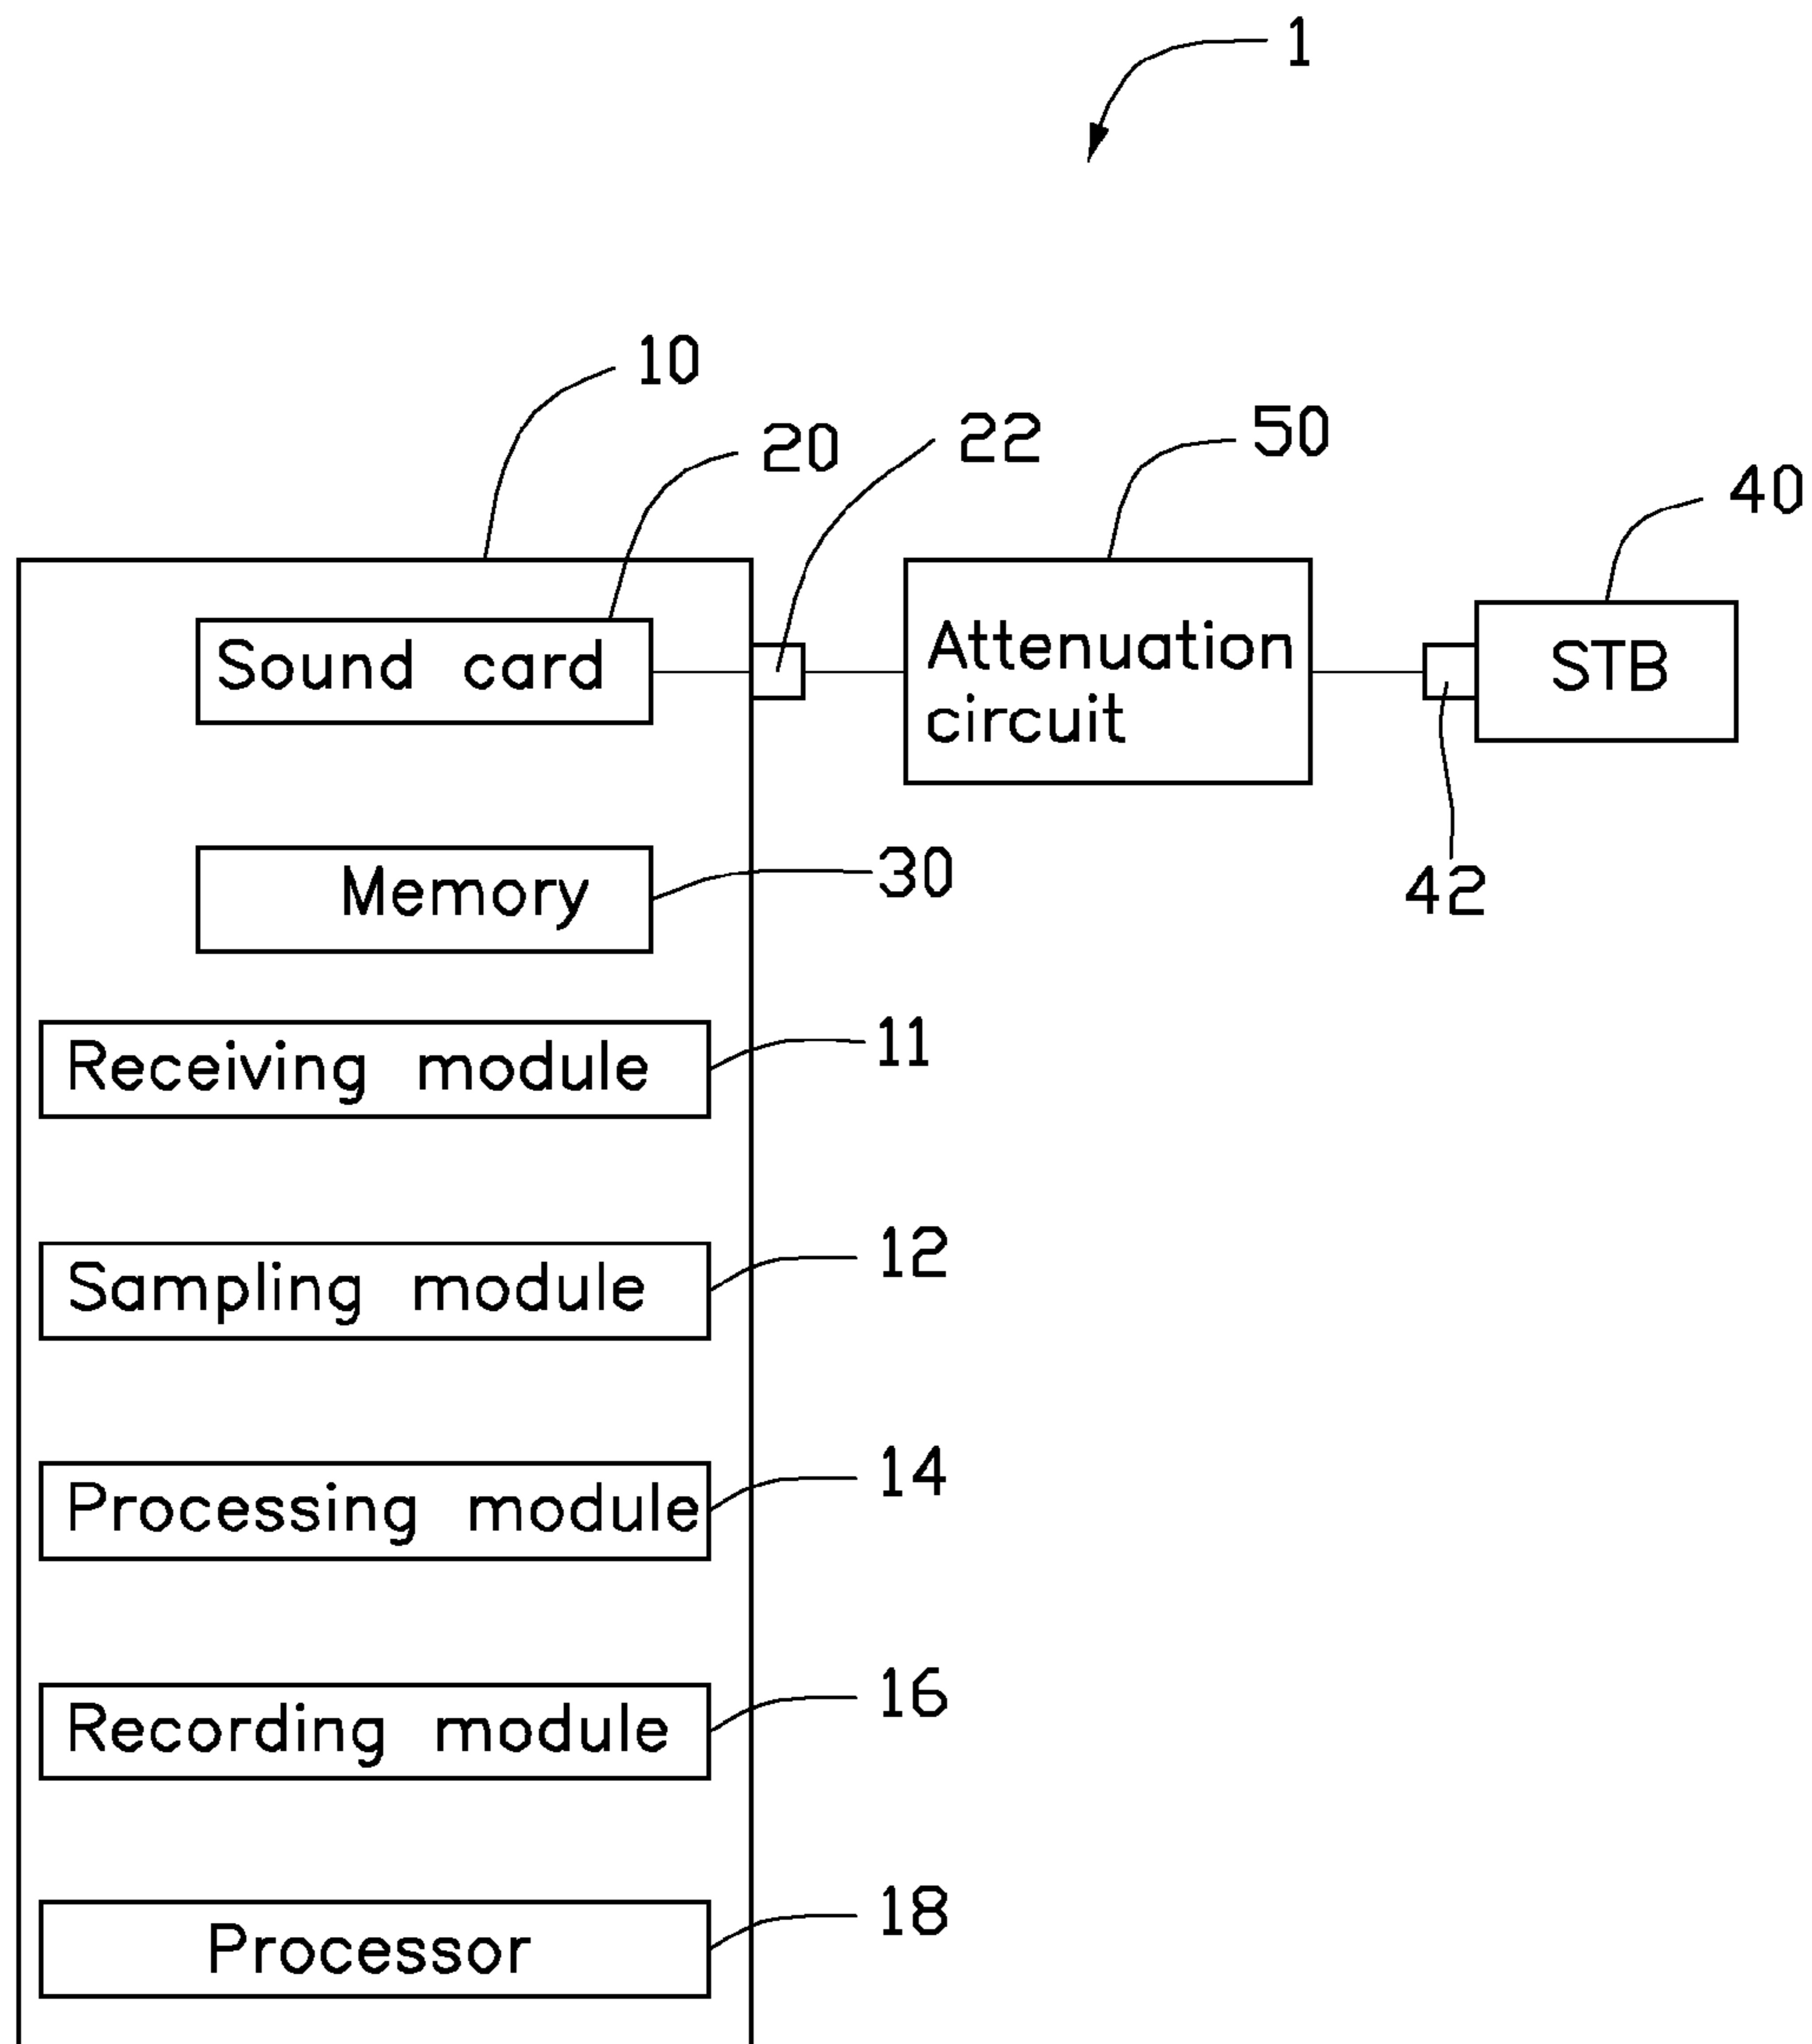 1
10
20
22
50
40
Sound card
Attenuation
circuit
STB
42
Memory
30
Receiving module
11
Sampling module
12
Processing module
14
Recording module
16
Processor
18